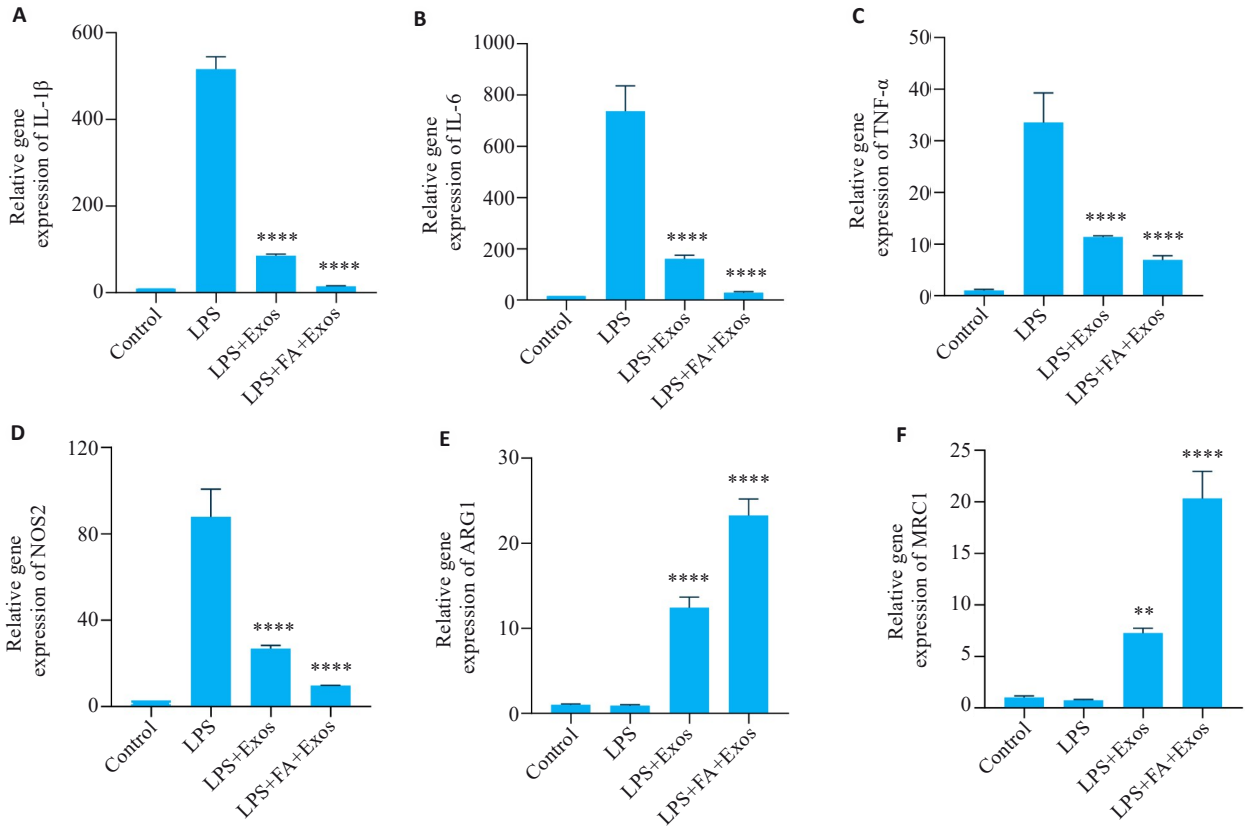 A
Relative gene
expression of IL-1β
600
400
200
0
****
****
Control
LPS
LPS+Exos
LPS+FA+Exos
B
Relative gene
expression of IL-6
1000
800
600
400
200
0
****
****
Control
LPS
LPS+Exos
LPS+FA+Exos
C
Relative gene
expression of TNF-α
50
40
30
20
10
0
****
****
Control
LPS
LPS+Exos
LPS+FA+Exos
D
Relative gene
expression of NOS2
120
80
40
0
****
****
Control
LPS
LPS+Exos
LPS+FA+Exos
E
Relative gene
expression of ARG1
30
20
10
0
****
****
Control
LPS
LPS+Exos
LPS+FA+Exos
F
Relative gene
expression of MRC1
25
20
15
10
5
0
**
****
Control
LPS
LPS+Exos
LPS+FA+Exos